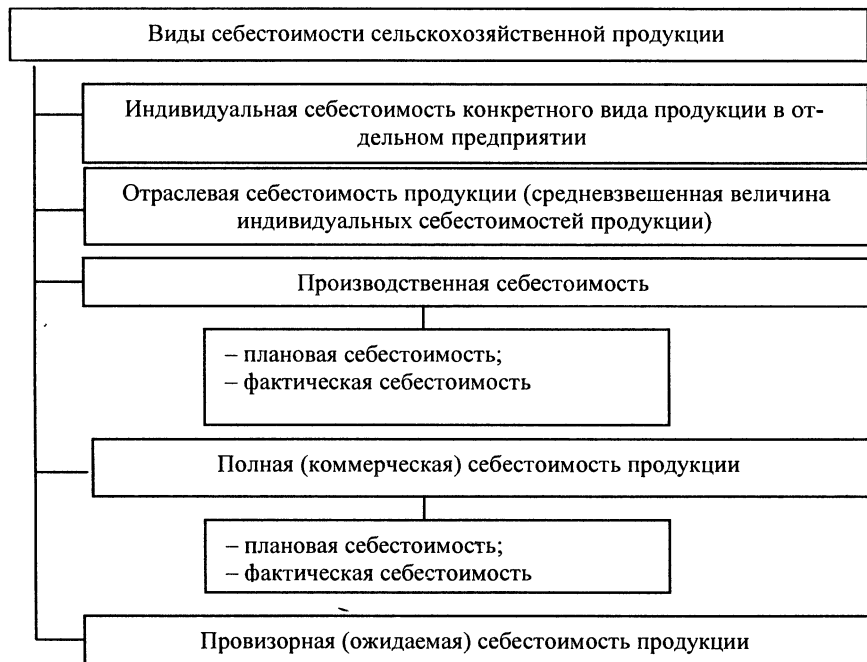 Виды себестоимости сельскохозяйственной продукции
Индивидуальная себестоимость конкретного вида продукции в от-
дельном предприятии
Отраслевая себестоимость продукции (средневзвешенная величина
индивидуальных себестоимостей продукции)
Производственная себестоимость
– плановая себестоимость;
– фактическая себестоимость
Полная (коммерческая) себестоимость продукции
– плановая себестоимость;
– фактическая себестоимость
Провизорная (ожидаемая) себестоимость продукции